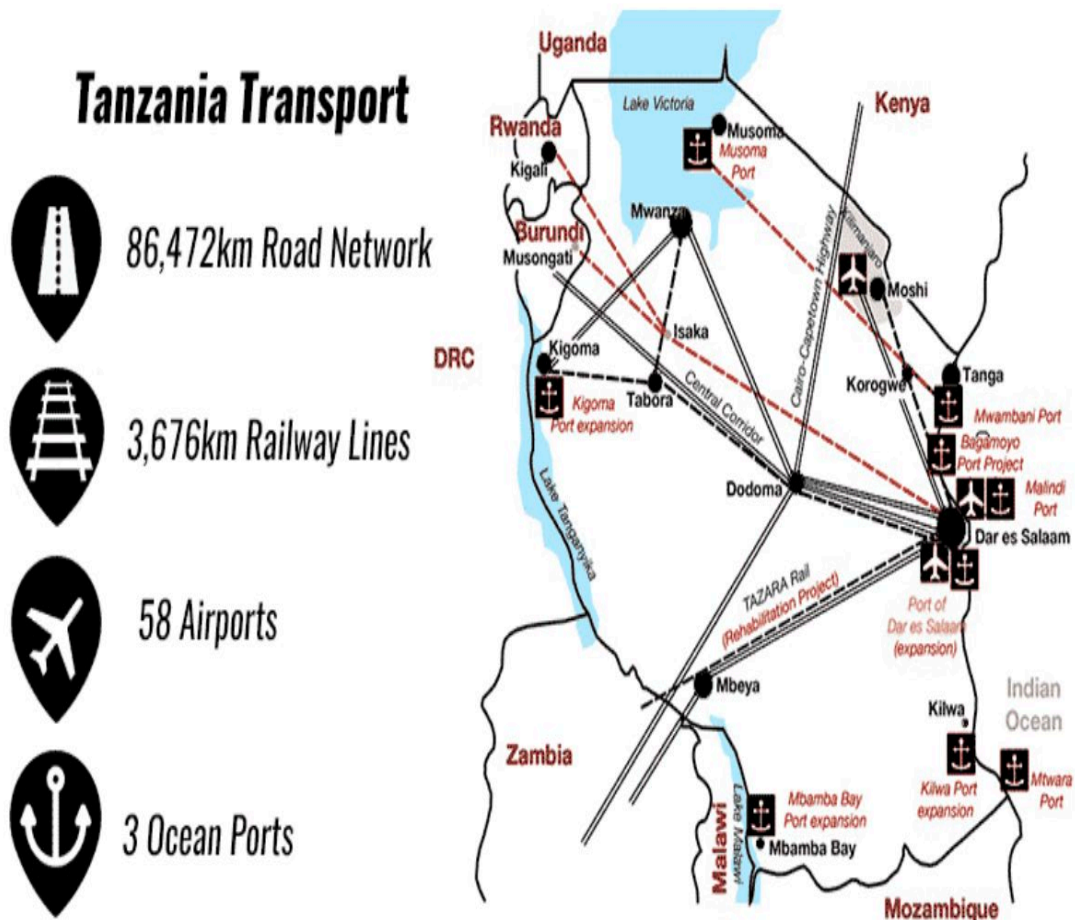 Tanzania Transport
86,472km Road Network
3,676km Railway Lines
58 Airports
3 Ocean Ports
Uganda
Lake Victoria
Kenya
Rwanda
Kigali
Musoma
Musoma
Port
Mwanza
Burundi
Musongati
Cairo-Capetown Highway
Kilimanjaro
Moshi
Isaka
DRC
Kigoma
Kigoma
Port expansion
Tabora
Central Corridor
Korogwe
Tanga
Mwambani Port
Bagamoyo
Port Project
Malindi
Port
Dodoma
Dar es Salaam
Lake Tanganyika
TAZARA Rail
(Rehabilitation Project)
Port of
Dar es Salaam
(expansion)
Mbeya
Indian
Ocean
Kilwa
Zambia
Kilwa Port
expansion
Mtwara
Port
Malawi
Lake Malawi
Mbamba Bay
Port expansion
Mbamba Bay
Mozambique